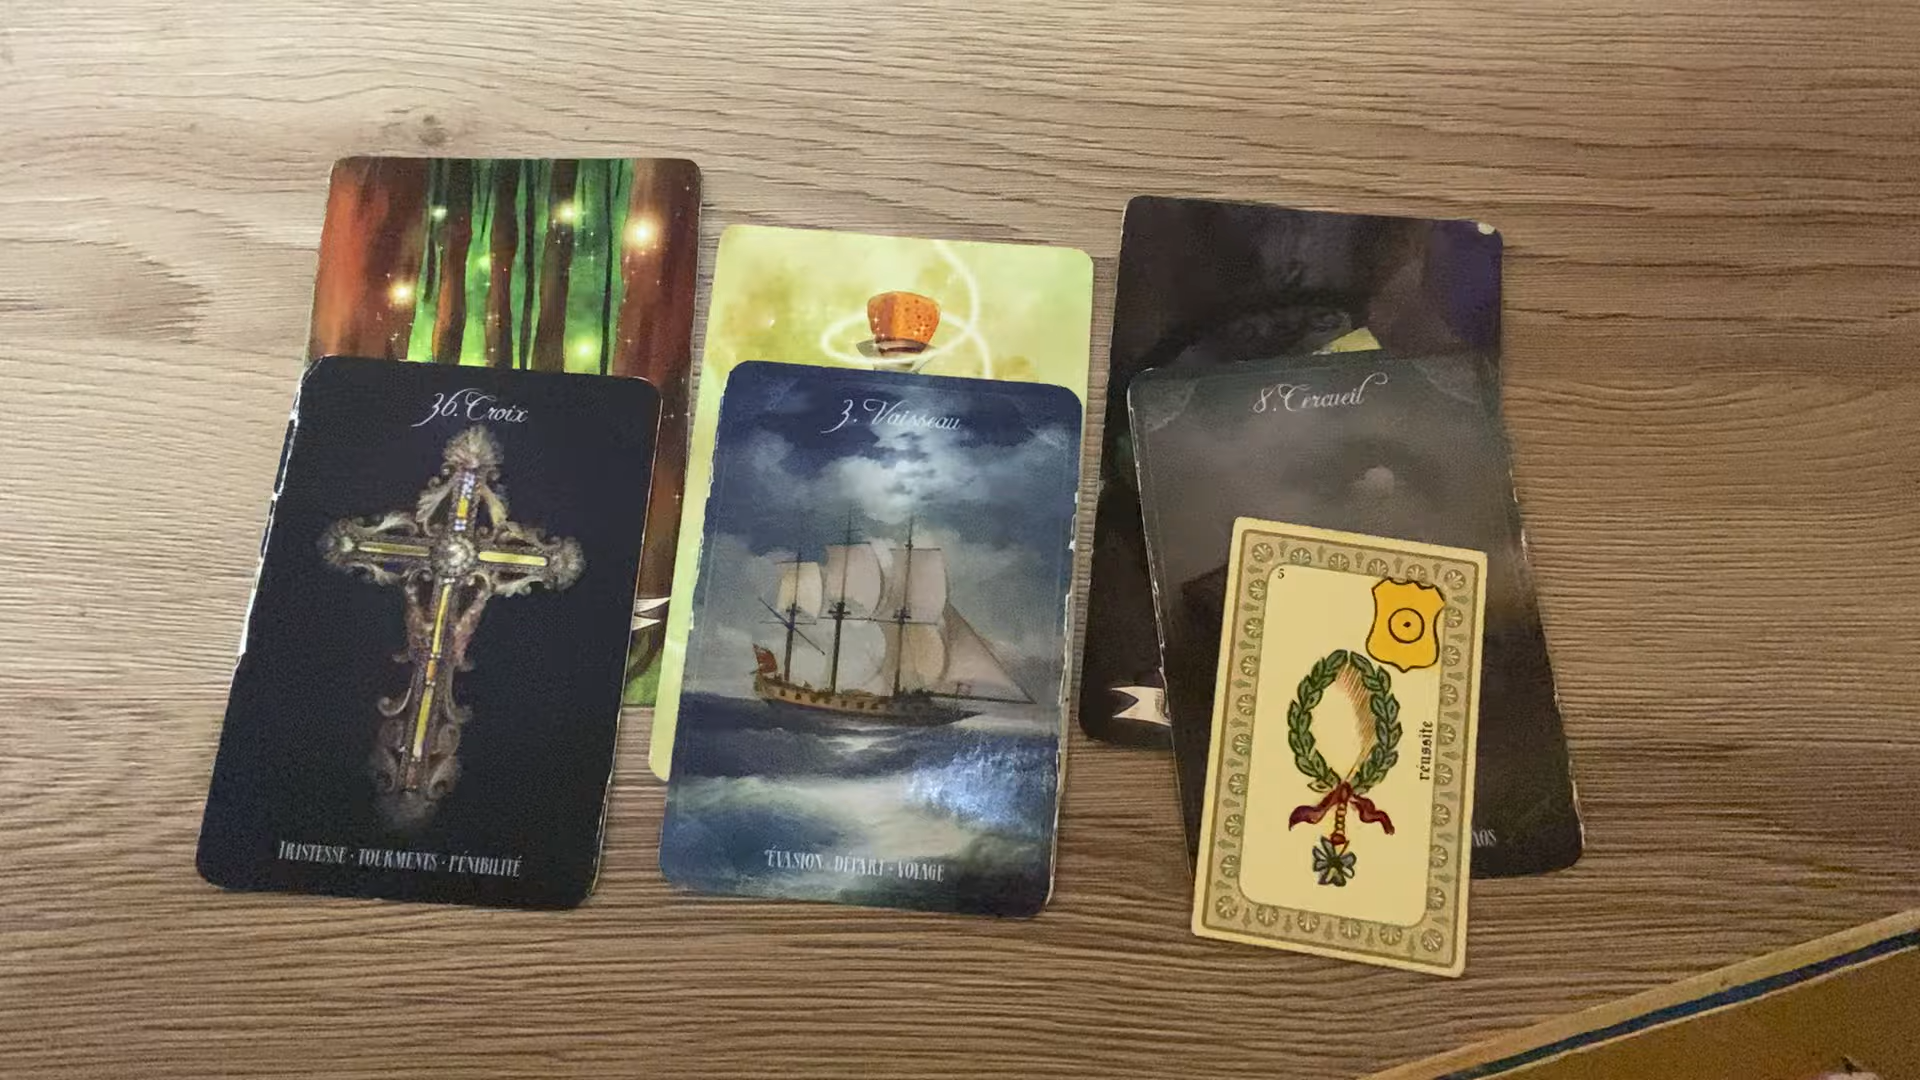 36. Croix
TRISTESSE · TOURMENTS · PÉNIBILITÉ
3. Vaisseau
ÉVASION · DÉPART · VOYAGE
8. Cercueil
5
réussite